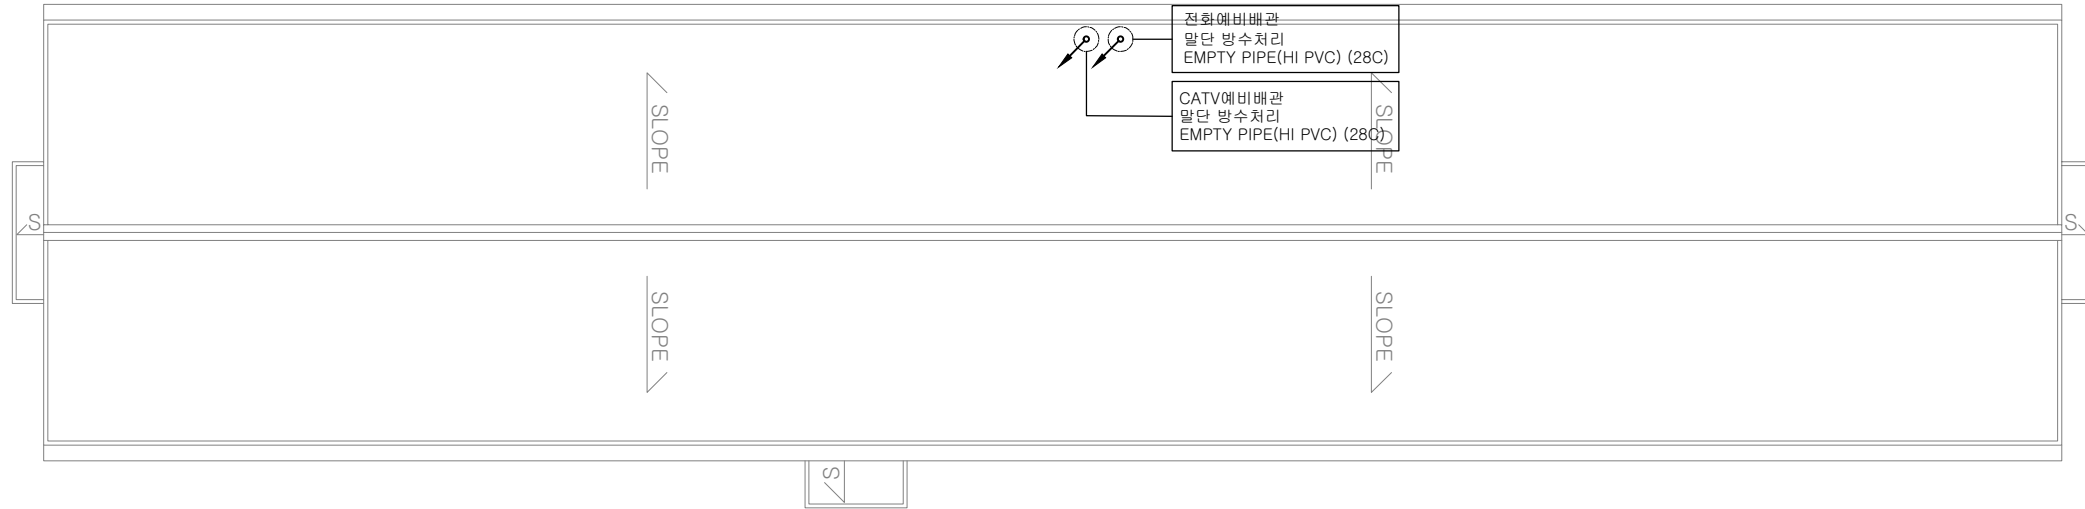 전화예비배관
말단 방수처리
EMPTY PIPE(HI PVC) (28C)
CATV예비배관
말단 방수처리
EMPTY PIPE(HI PVC) (28C)
SLOPE
SLOPE
S
S
SLOPE
SLOPE
S